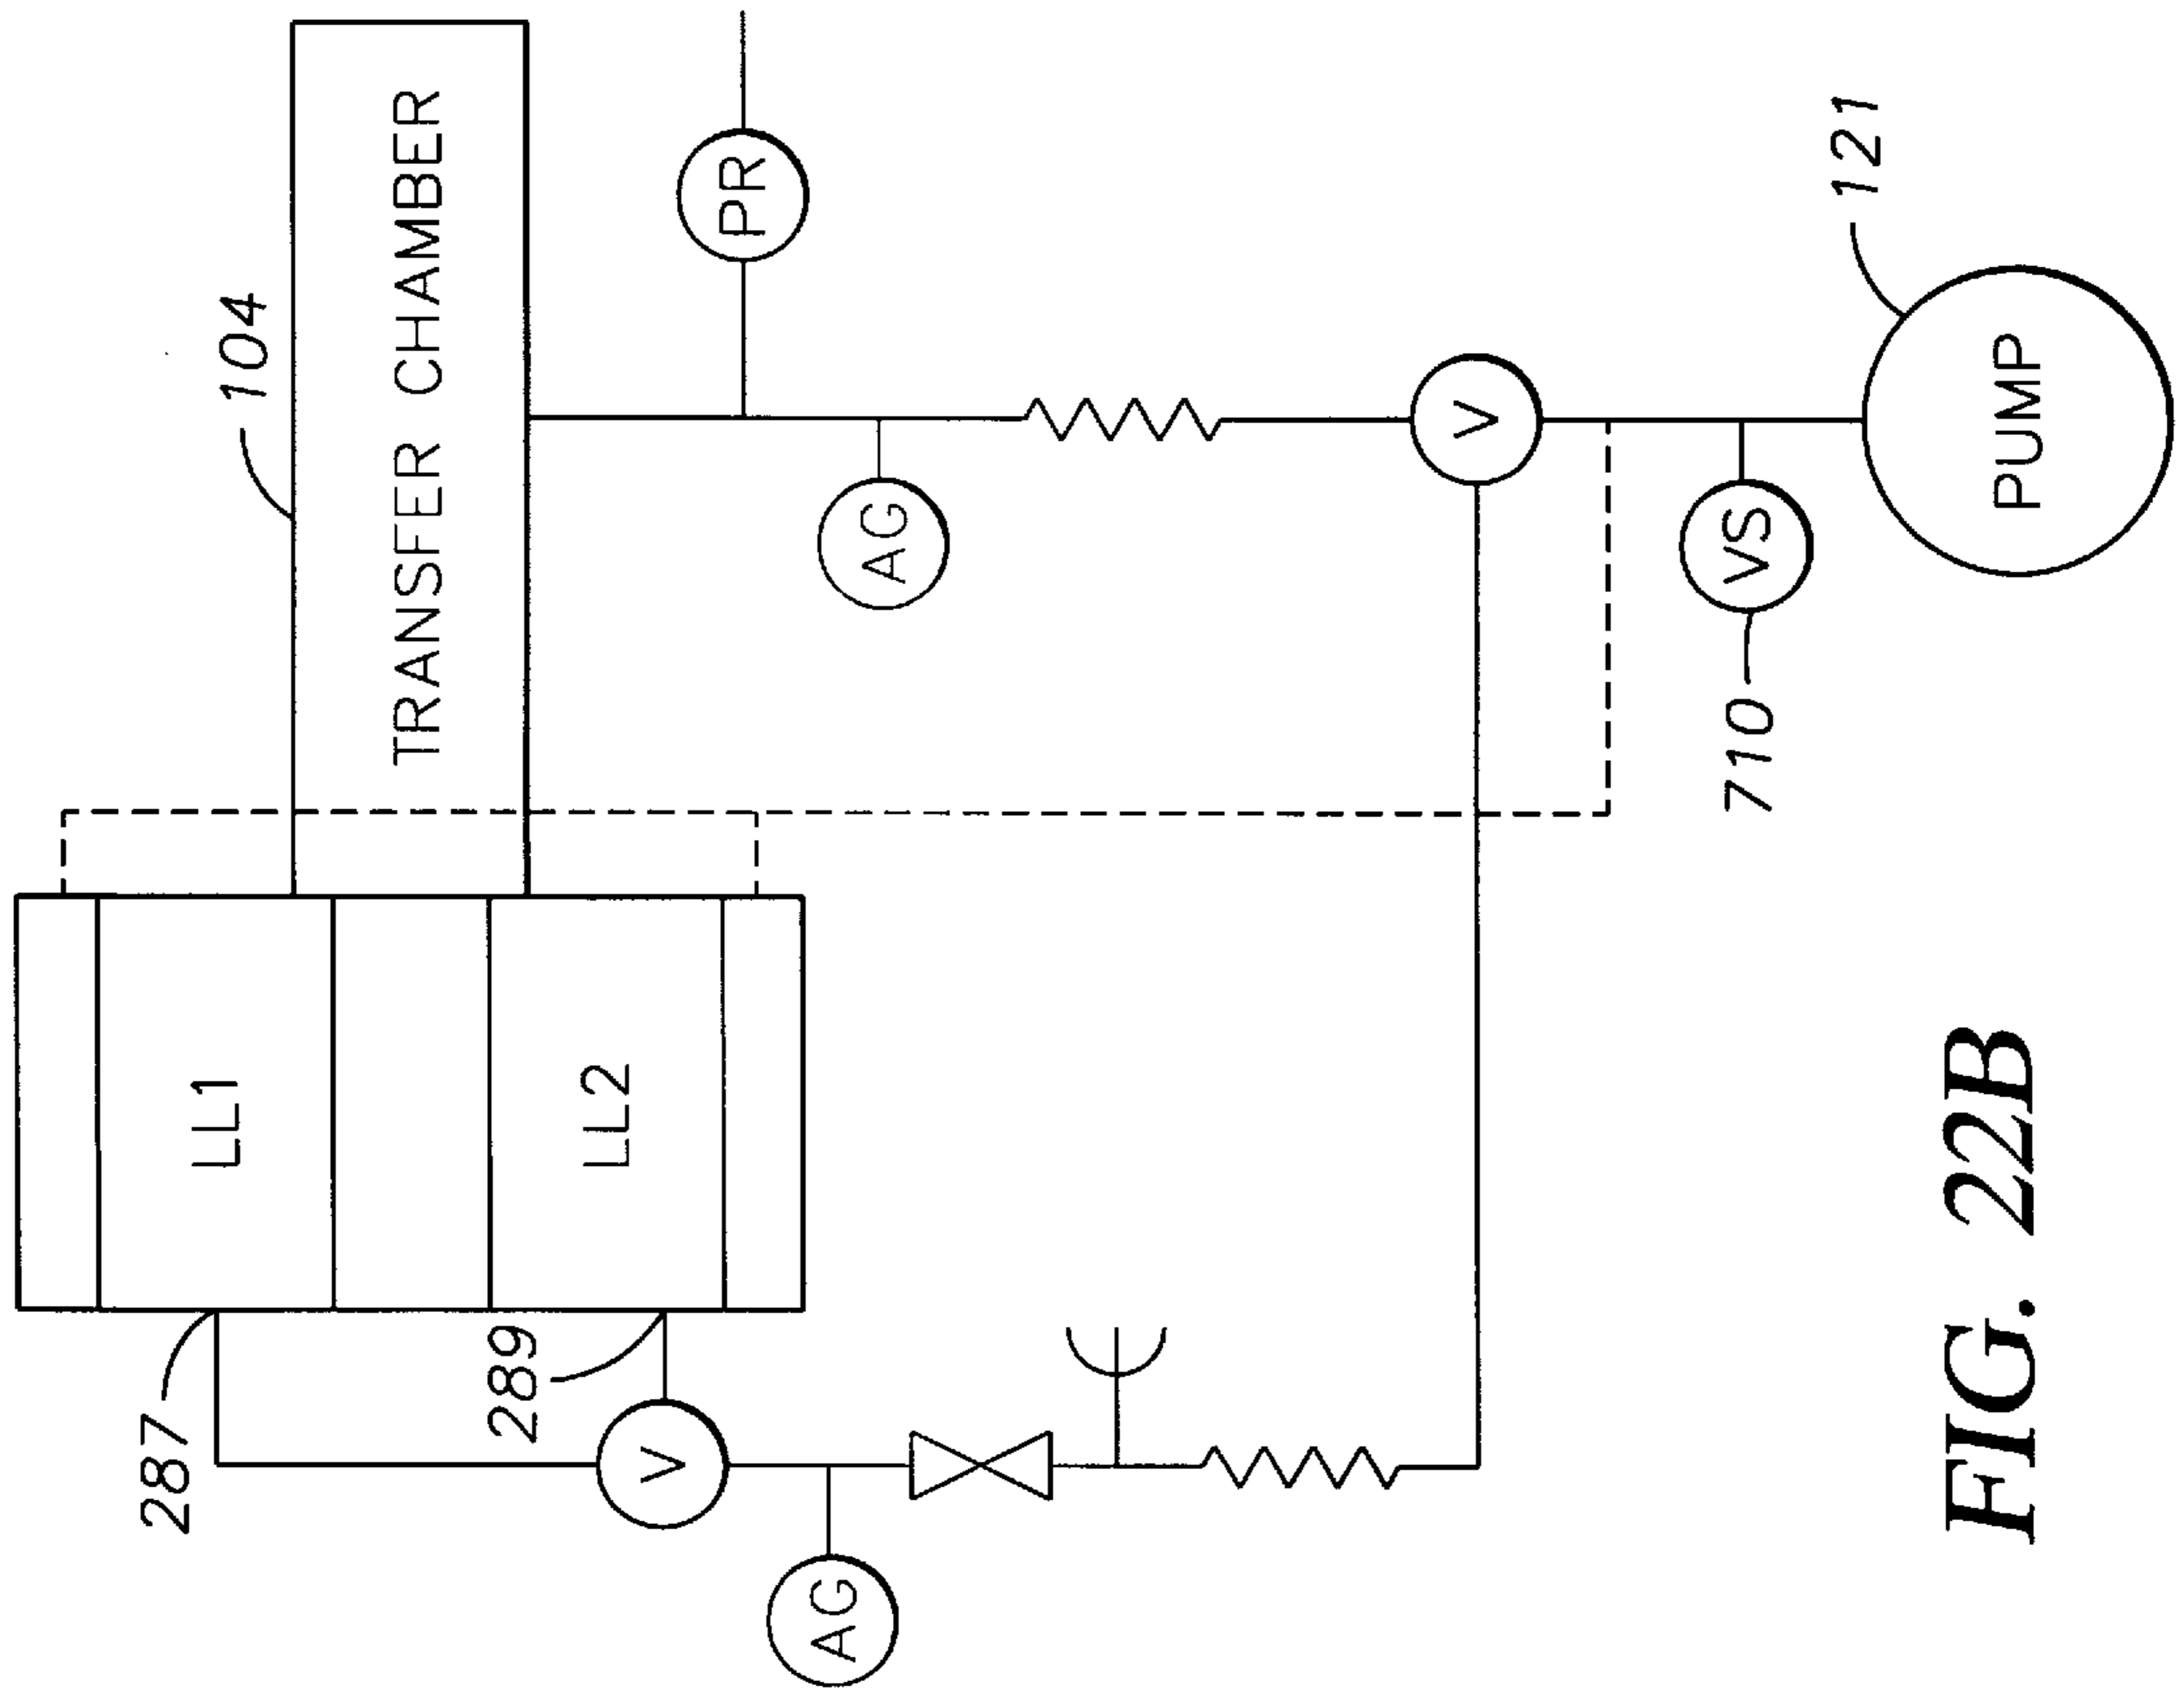 104
TRANSFER CHAMBER
PR
AG
LL1
LL2
287
289
V
AG
V
VS
710
121
PUMP
FIG. 22B